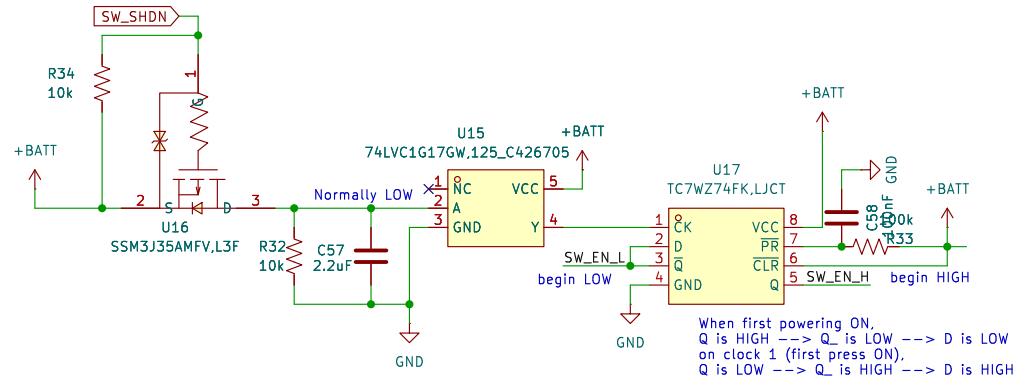 SW_SHDN
R34
10k
+BATT
1
G
2
S
D
3
U16
SSM3J35AMFV,L3F
Normally LOW
R32
10k
C57
2.2uF
GND
U15
74LVC1G17GW,125_C426705
+BATT
1
NC
VCC
5
2
A
3
GND
Y
4
SW_EN_L
begin LOW
GND
U17
TC7WZ74FK,LJCT
+BATT
1
CK
VCC
8
2
D
PR
7
3
Q
CLR
6
4
GND
Q
5
GND
C58
100nF
100k
R33
+BATT
SW_EN_H
begin HIGH
When first powering ON,
Q is HIGH --> Q_ is LOW --> D is LOW
on clock 1 (first press ON),
Q is LOW --> Q_ is HIGH --> D is HIGH